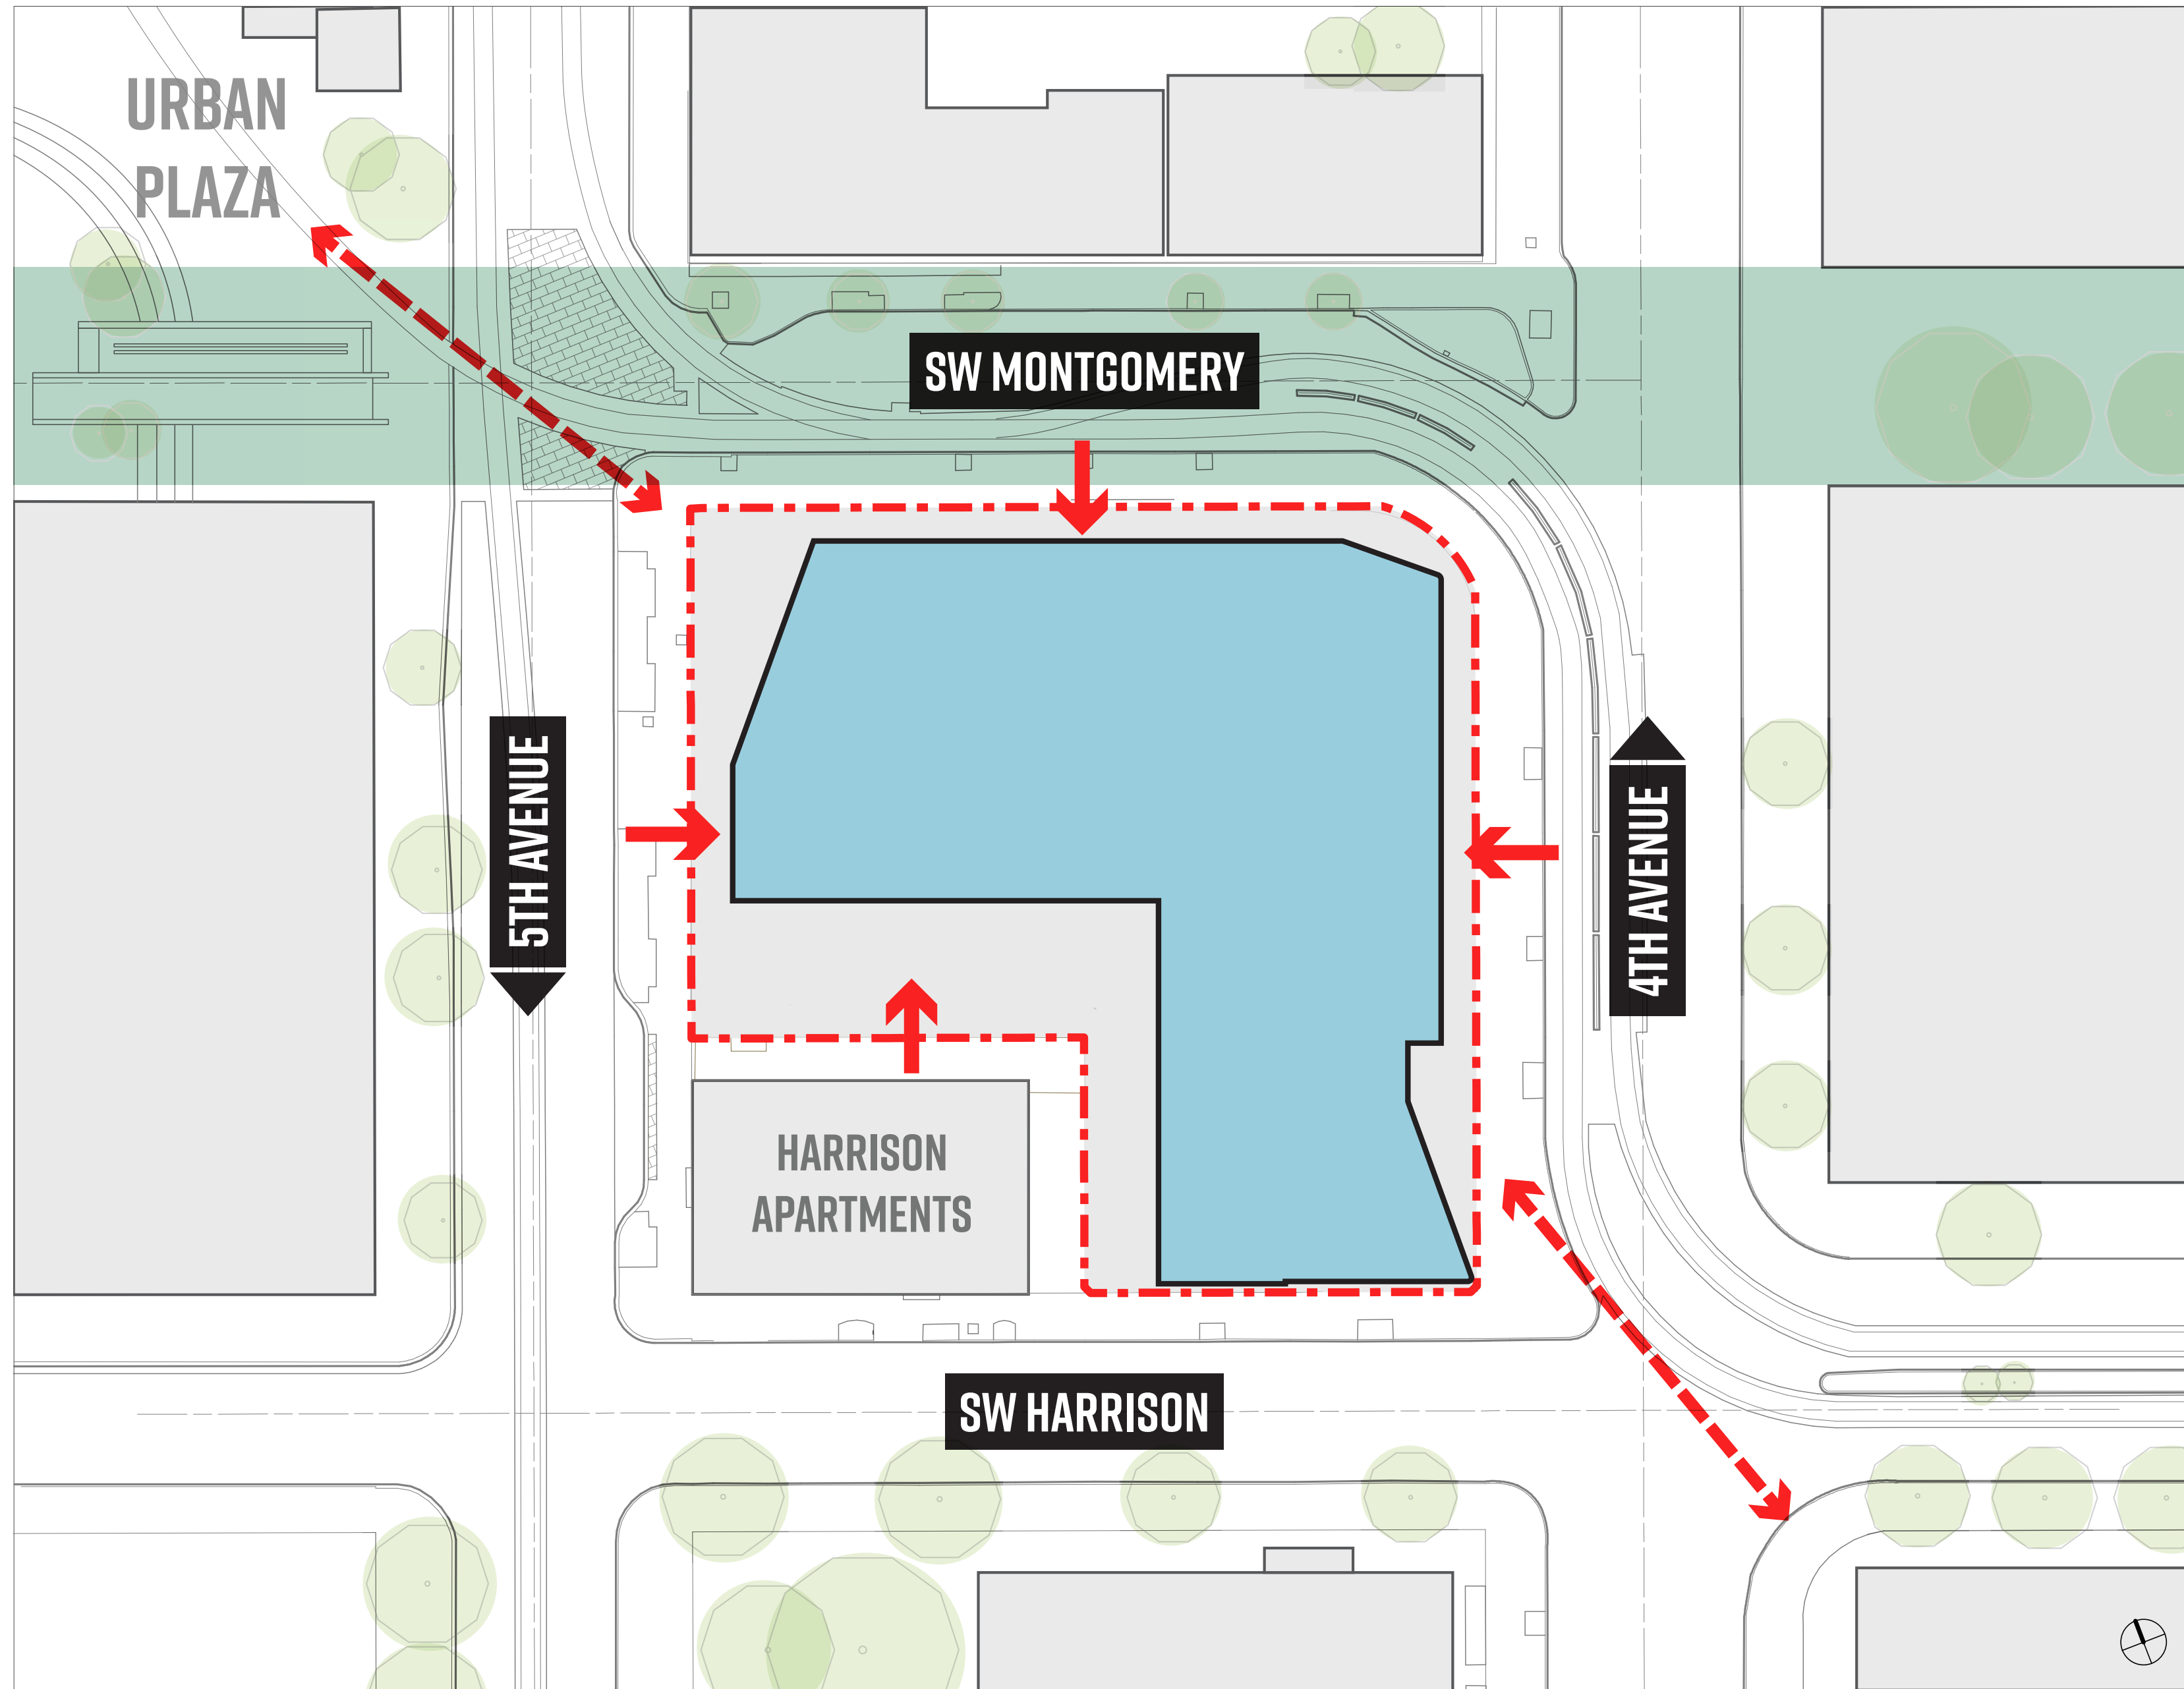 URBAN
PLAZA
SW MONTGOMERY
5TH AVENUE
4TH AVENUE
HARRISON
APARTMENTS
SW HARRISON